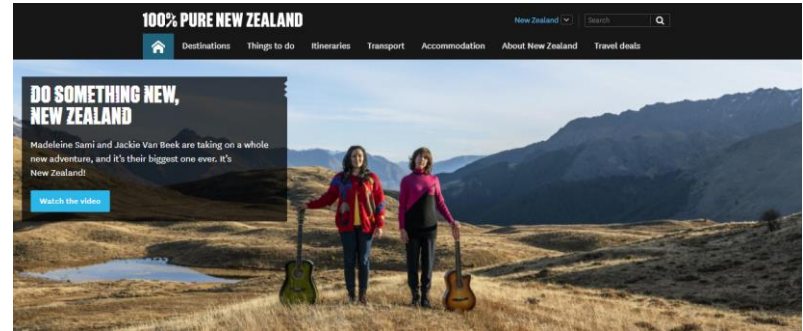 100% PURE NEW ZEALAND
New Zealand
Search
Destinations Things to do Itineraries Transport Accommodation About New Zealand Travel deals
DO SOMETHING NEW,
NEW ZEALAND
Madeleine Sami and Jackie Van Beek are taking on a whole
new adventure, and it's their biggest one ever. It's
New Zealand!
Watch the video